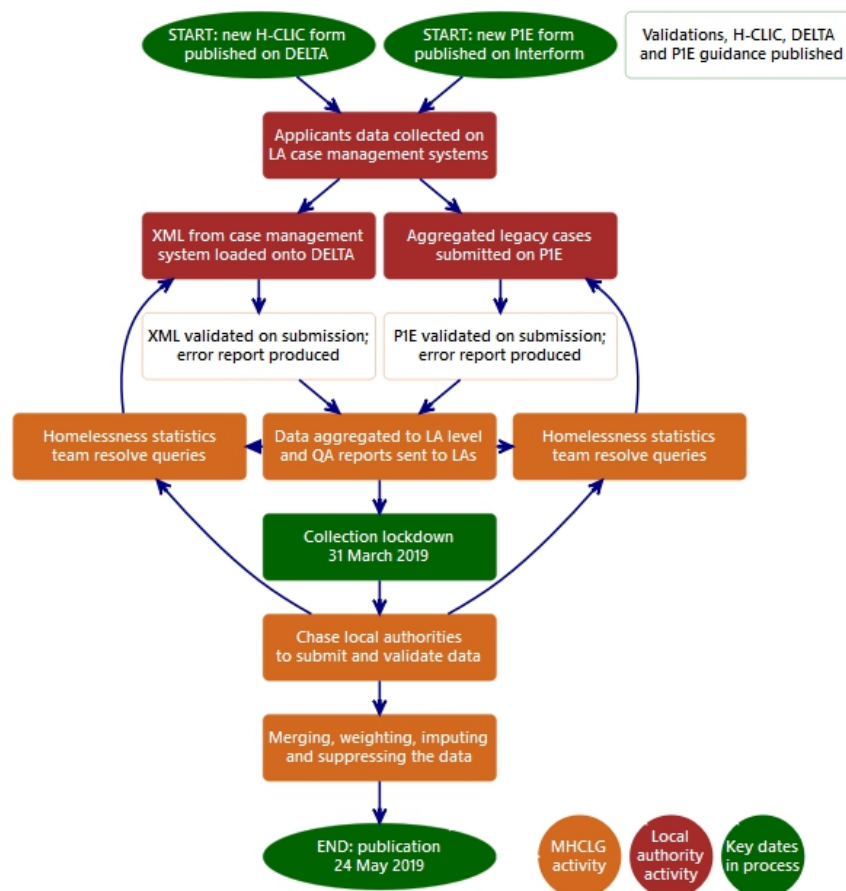 START: new H-CLIC form
published on DELTA
START: new P1E form
published on Interform
Validations, H-CLIC, DELTA
and P1E guidance published
Applicants data collected on
LA case management systems
XML from case management
system loaded onto DELTA
Aggregated legacy cases
submitted on P1E
XML validated on submission;
error report produced
P1E validated on submission;
error report produced
Homelessness statistics
team resolve queries
Data aggregated to LA level
and QA reports sent to LAs
Homelessness statistics
team resolve queries
Collection lockdown
31 March 2019
Chase local authorities
to submit and validate data
Merging, weighting, imputing
and suppressing the data
END: publication
24 May 2019
MHCLG
activity
Local
authority
activity
Key dates
in process